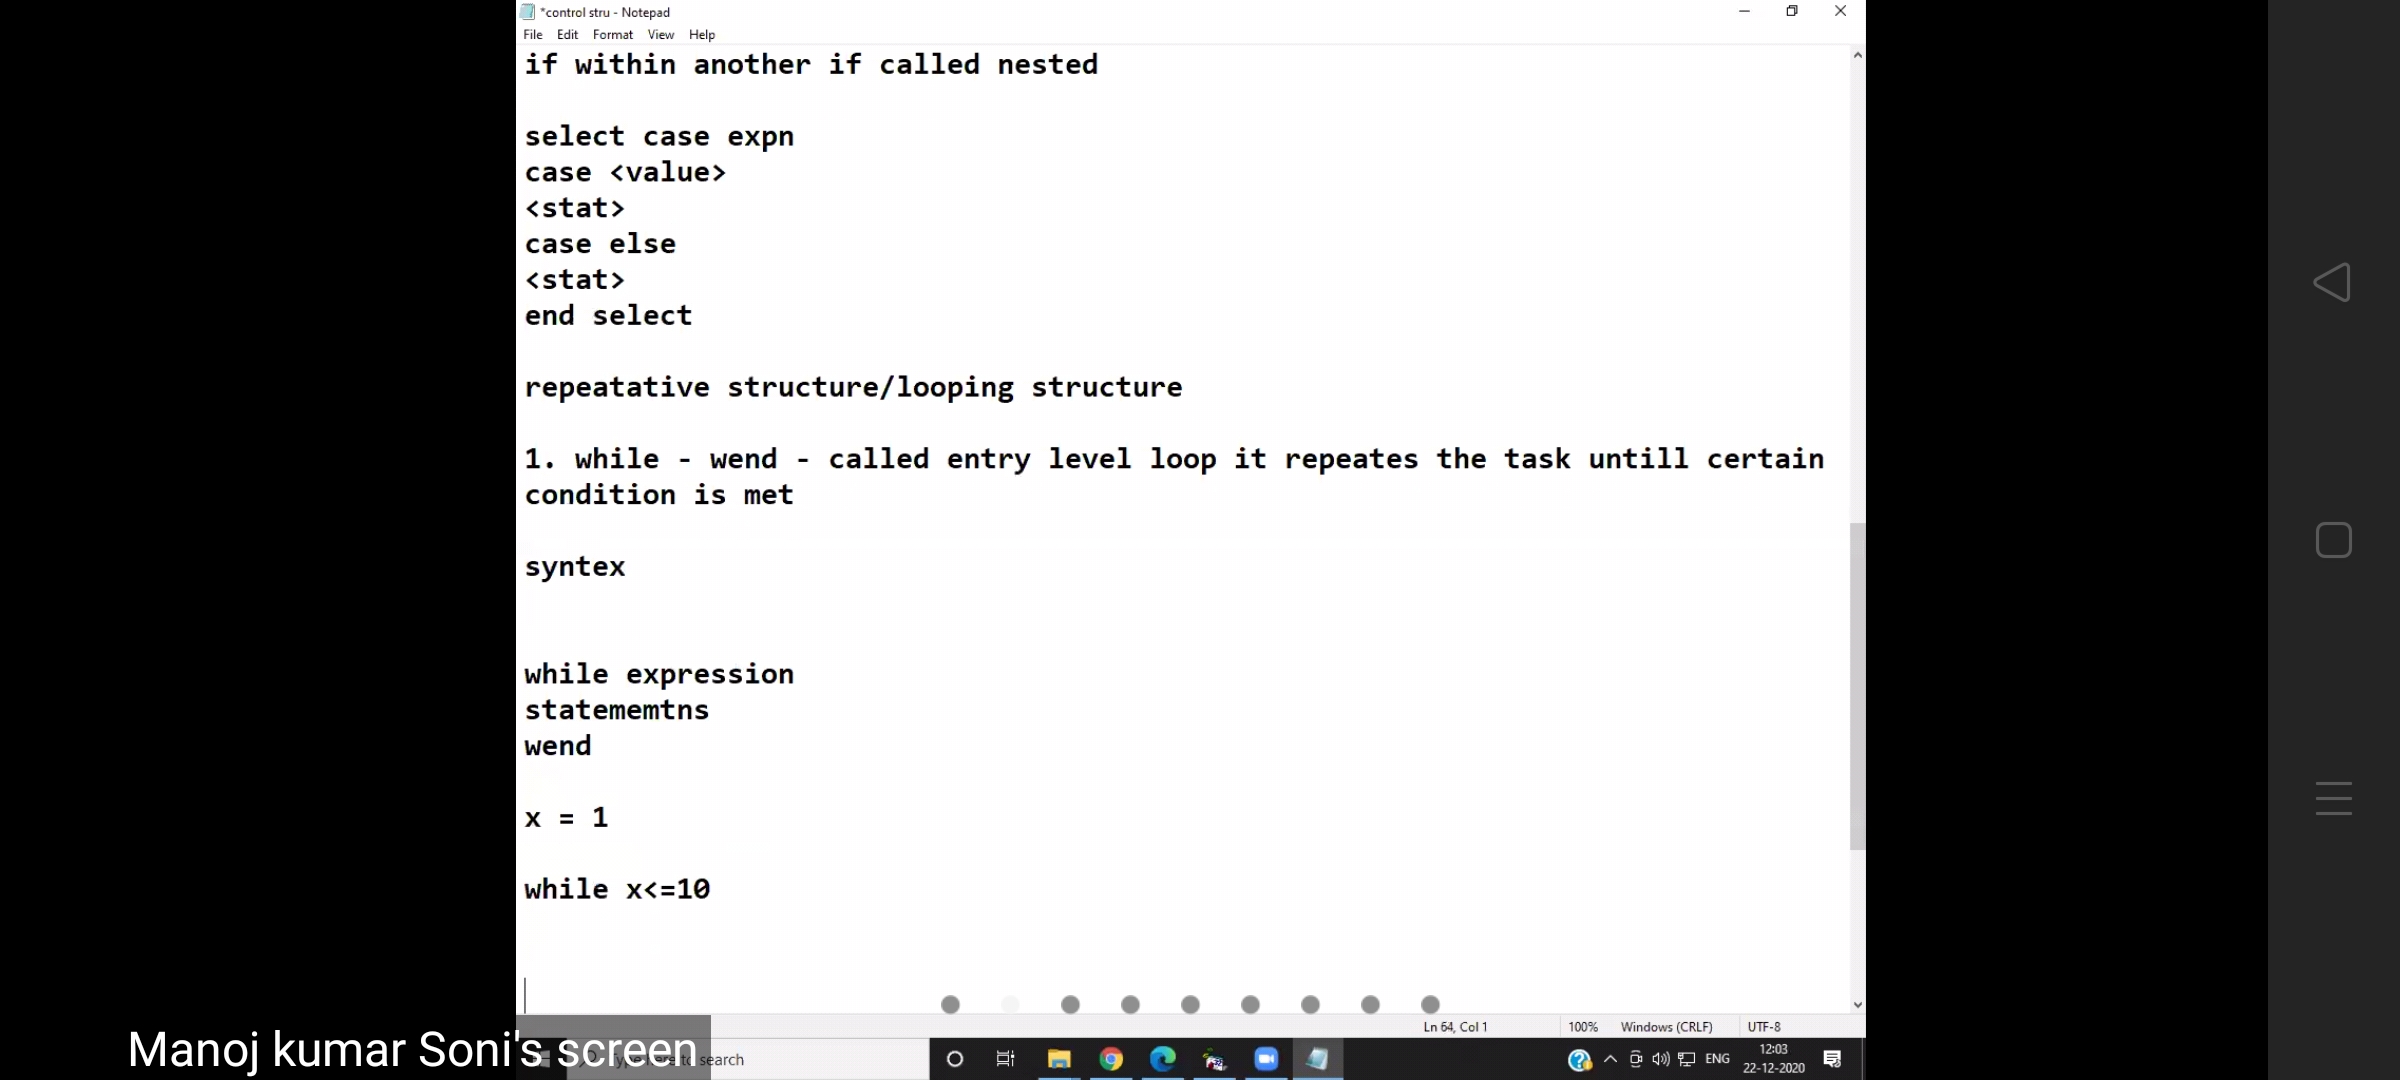 *control stru - Notepad
File Edit Format View Help
if within another if called nested
select case expn
case <value>
<stat>
case else
<stat>
end select
repeatative structure/looping structure
1. while - wend - called entry level loop it repeates the task untill certain
condition is met
syntex
while expression
statememtns
wend
x = 1
while x<=10
Ln 64, Col 1 100% Windows (CRLF) UTF-8
Manoj kumar Soni's screen
Type here to search
ENG
12:03
22-12-2020